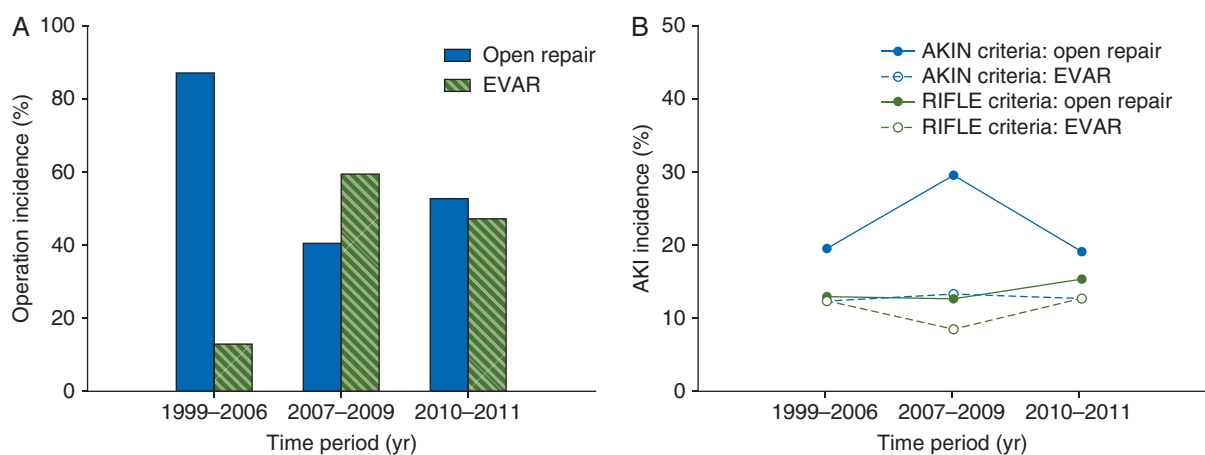 A
Open repair
EVAR
Operation incidence (%)
100
80
60
40
20
0
1999–2006 2007–2009 2010–2011
Time period (yr)
B
AKIN criteria: open repair
AKIN criteria: EVAR
RIFLE criteria: open repair
RIFLE criteria: EVAR
AKI incidence (%)
50
40
30
20
10
0
1999–2006 2007–2009 2010–2011
Time period (yr)